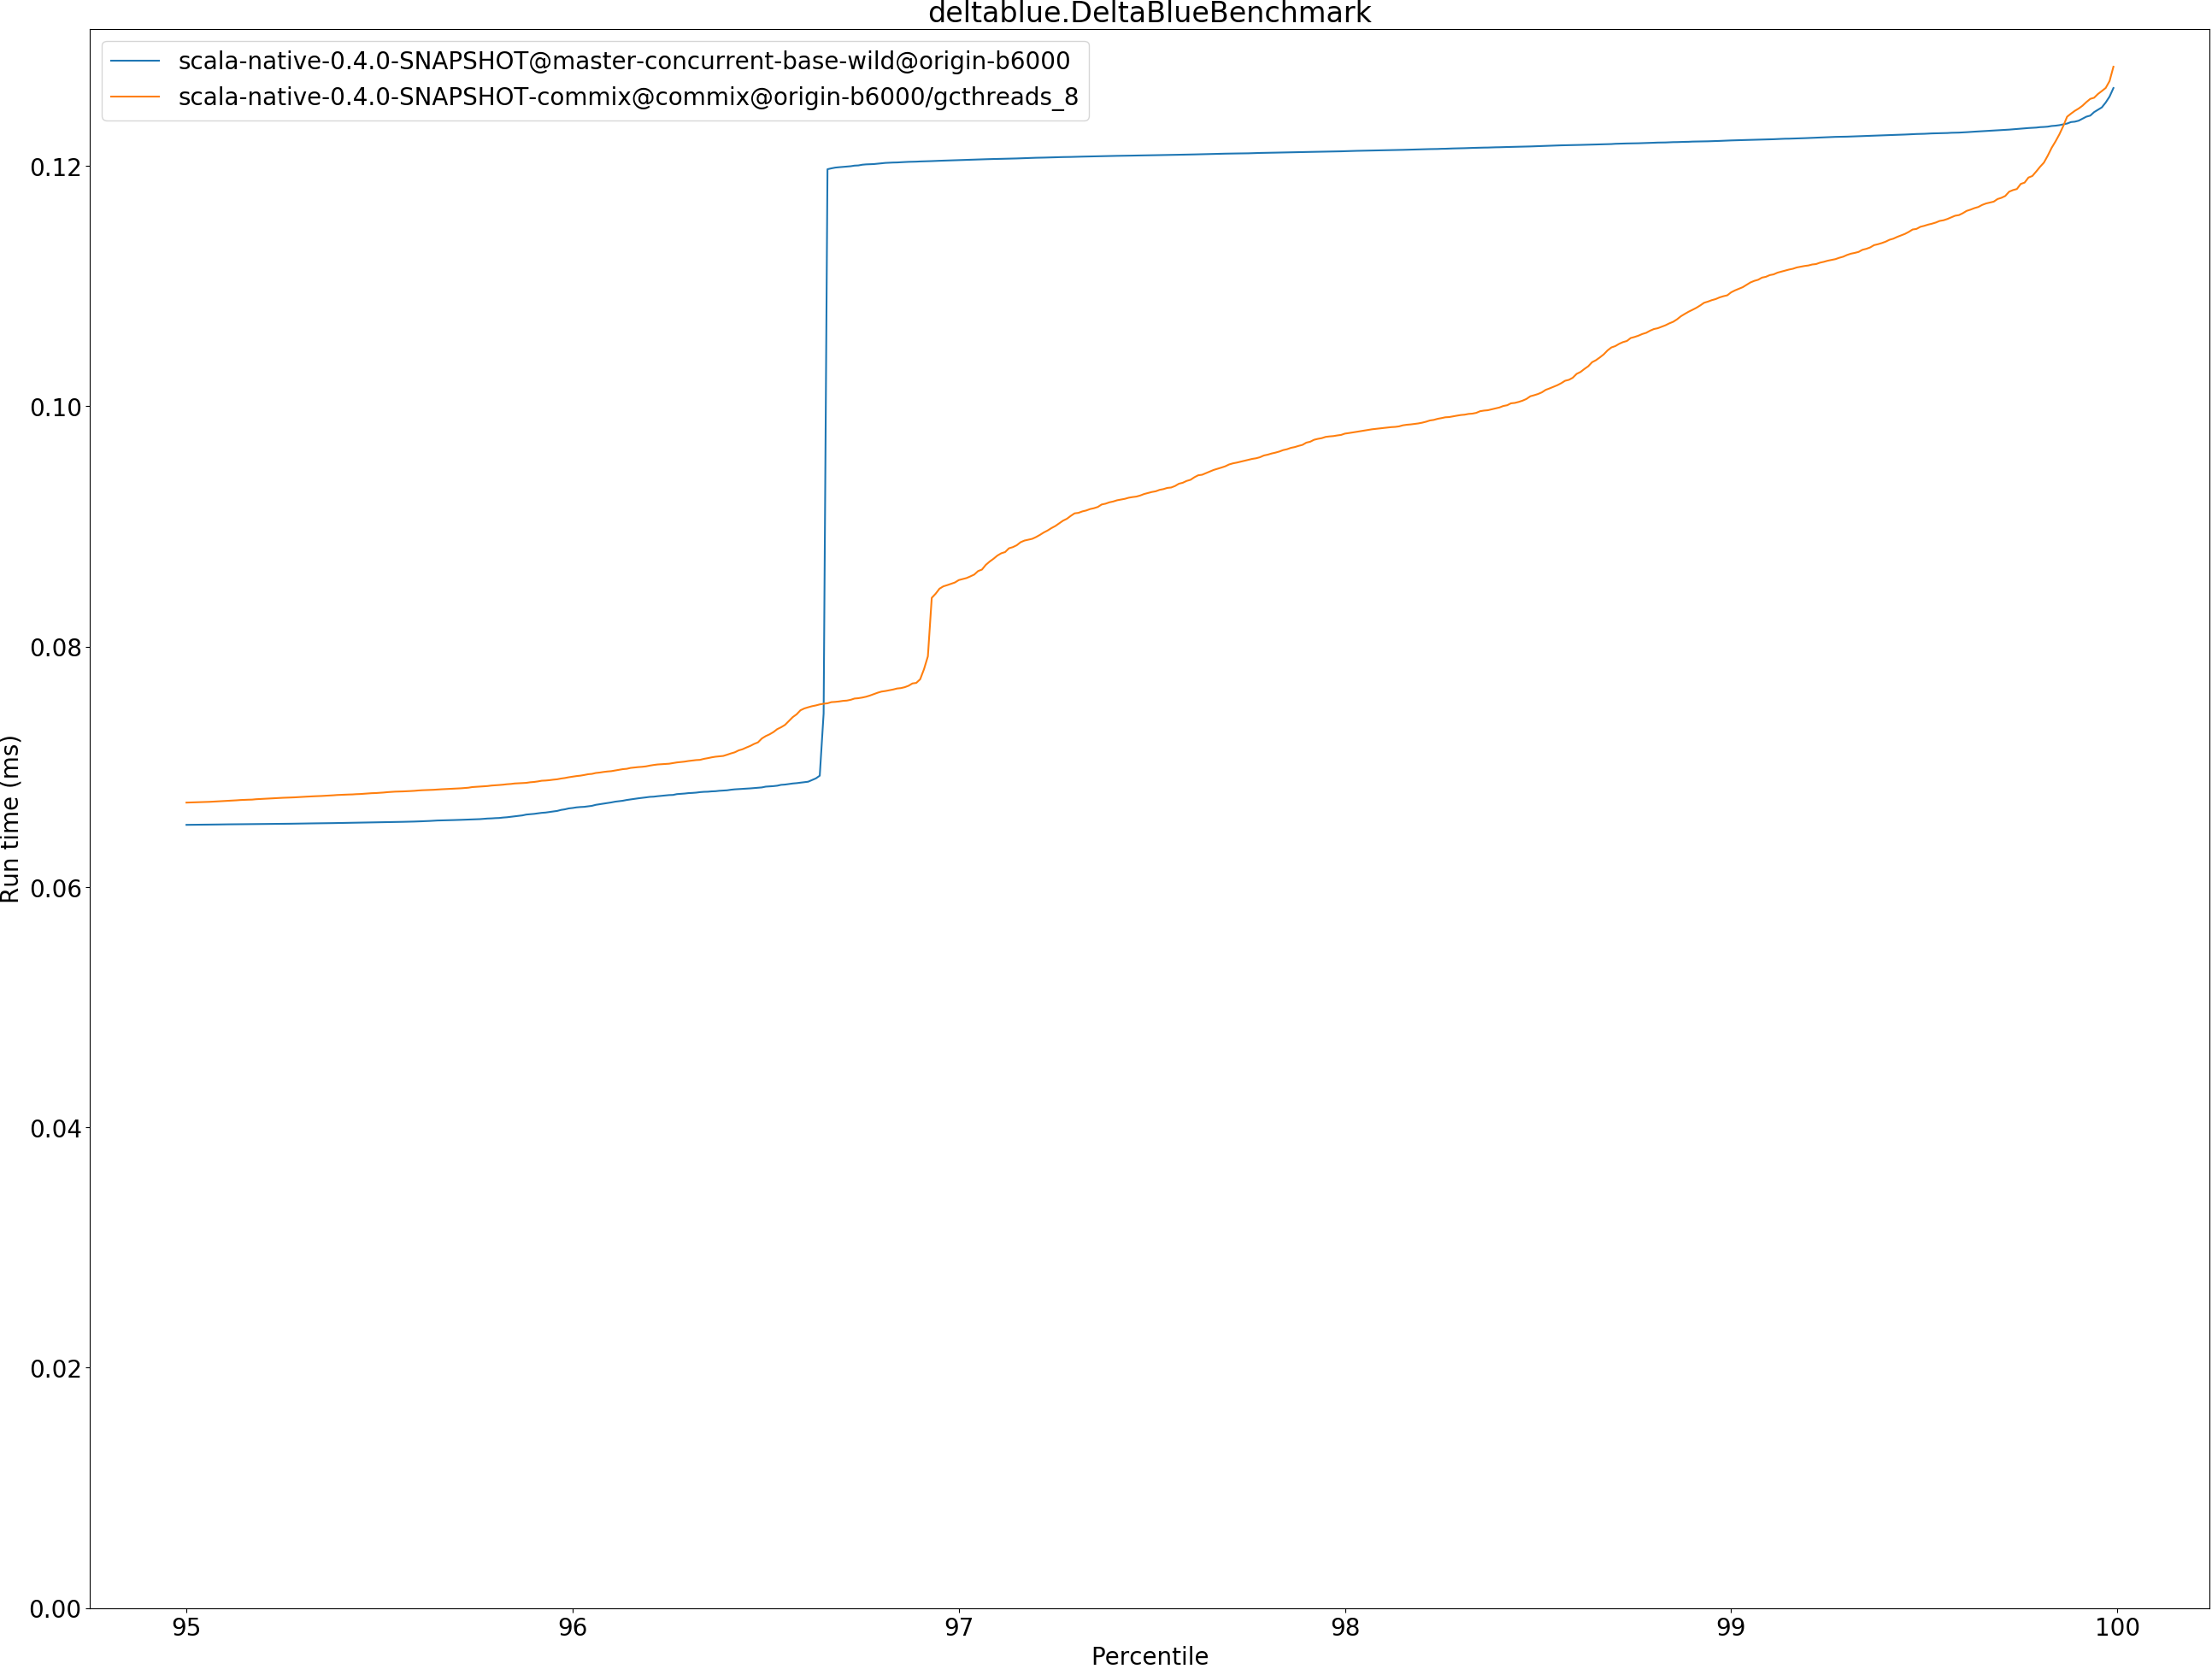 deltablue.DeltaBlueBenchmark
scala-native-0.4.0-SNAPSHOT@master-concurrent-base-wild@origin-b6000
scala-native-0.4.0-SNAPSHOT-commix@commix@origin-b6000/gcthreads_8
0.12
0.10
0.08
0.06
0.04
0.02
0.00
Run time (ms)
95 96 97 98 99 100
Percentile